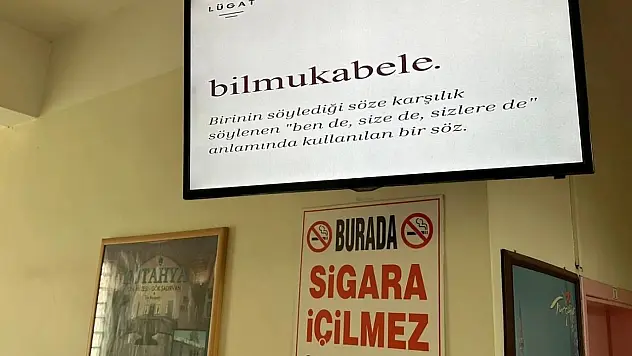 LÜGAT
bilmukabele.
Birinin söylediği söze karşılık
söylenen "ben de, size de, sizlere de"
anlamında kullanılan bir söz.
BURADA
SİGARA
İÇİLMEZ